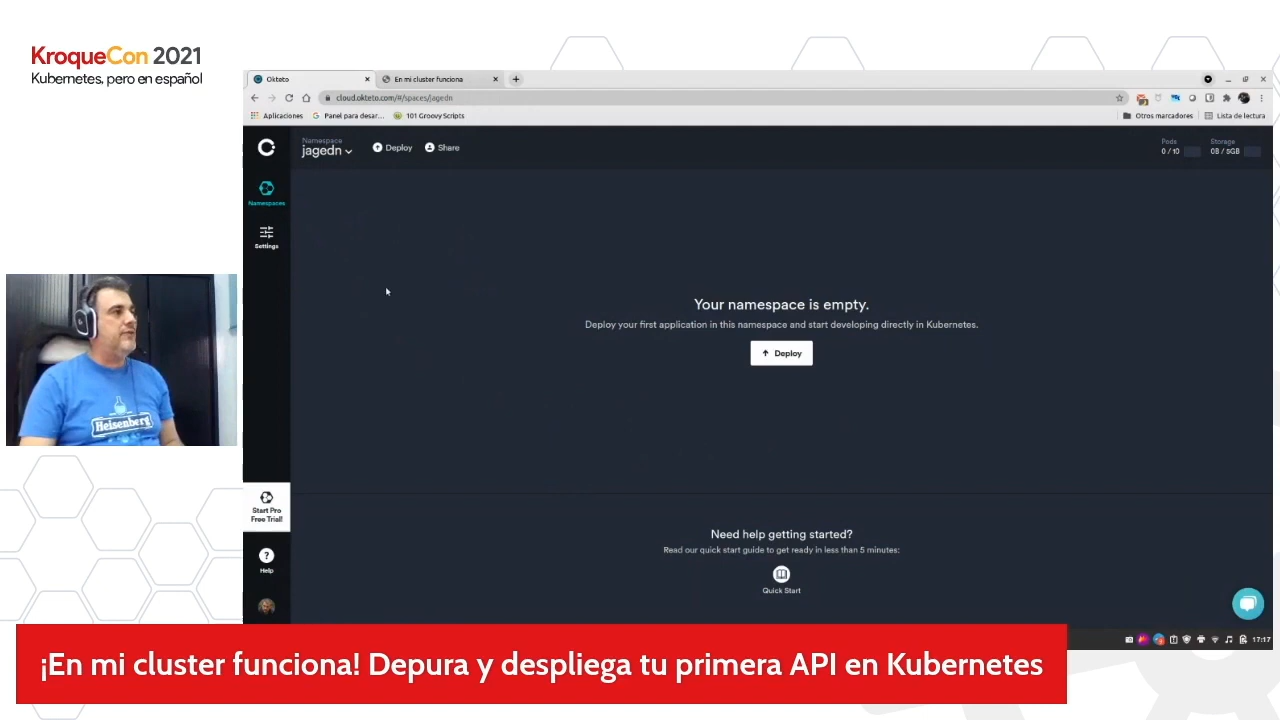 KroqueCon 2021
Kubernetes, pero en español
Okteto
En mi cluster funciona
cloud.okteto.com/#/spaces/jagedn
Aplicaciones
Panel para desar...
101 Groovy Scripts
Otros marcadores
Lista de lectura
Namespace
jagedn
Deploy
Share
Pods
0 / 10
Storage
0B / 5GB
Namespaces
Settings
Your namespace is empty.
Deploy your first application in this namespace and start developing directly in Kubernetes.
Deploy
Heisenberg
Start Pro
Free Trial!
Help
Need help getting started?
Read our quick start guide to get ready in less than 5 minutes:
Quick Start
17:17
¡En mi cluster funciona! Depura y despliega tu primera API en Kubernetes